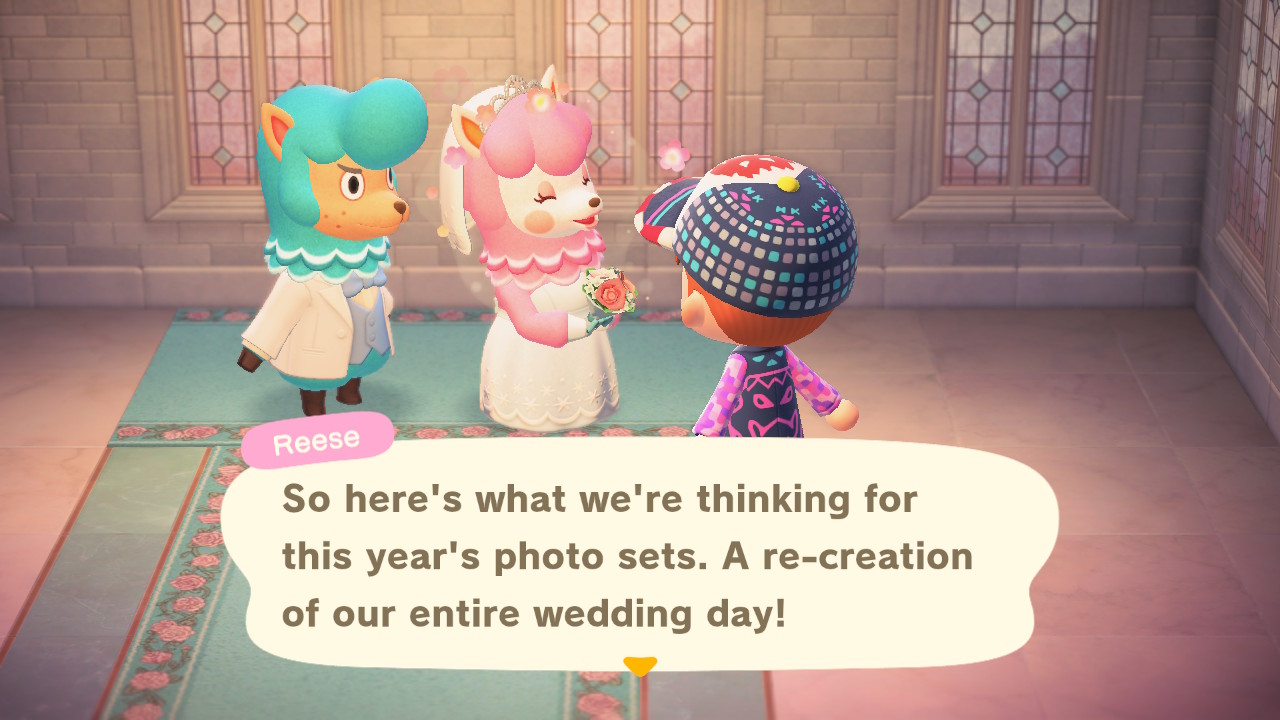 Reese
So here's what we're thinking for
this year's photo sets. A re-creation
of our entire wedding day!